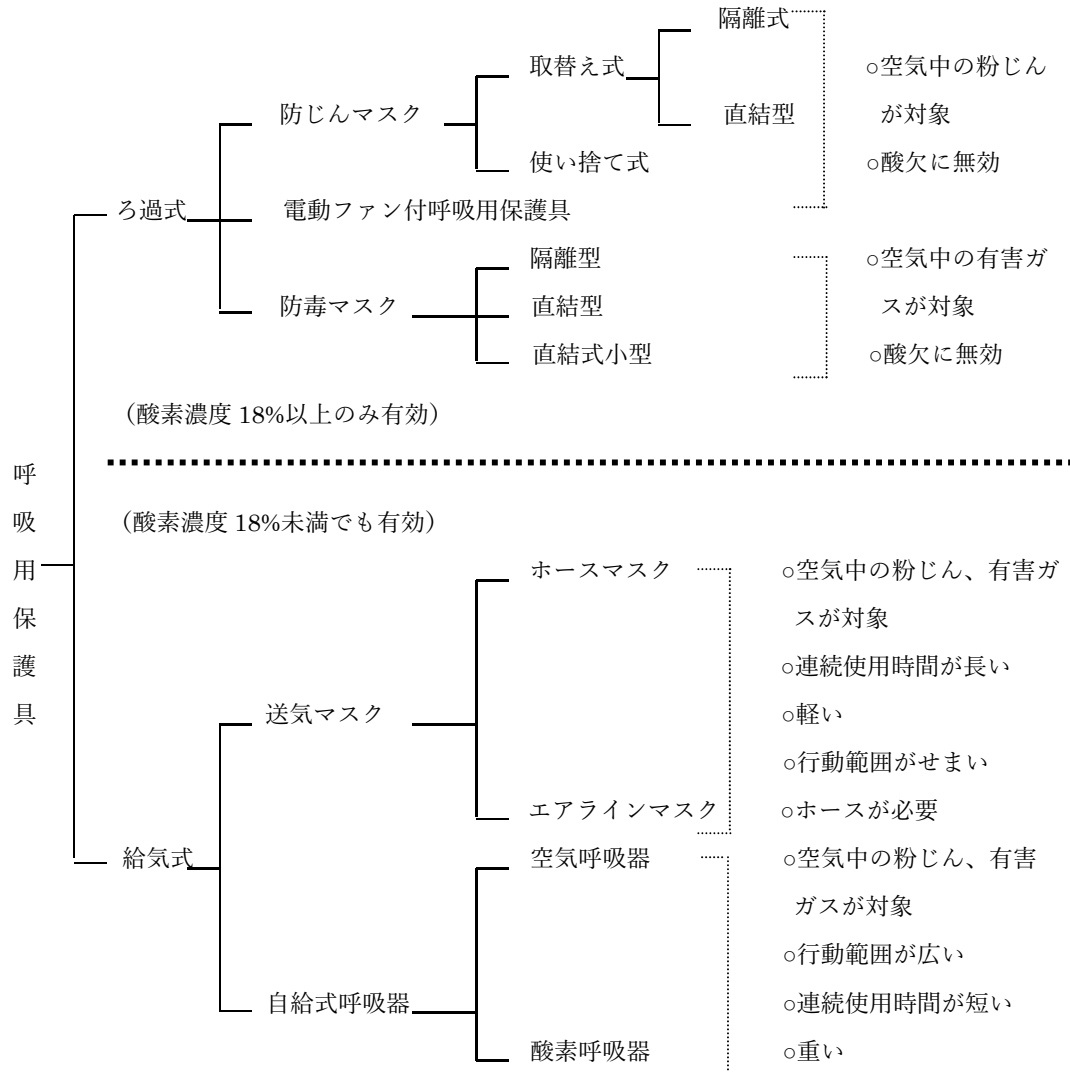 隔離式
取替え式
○空気中の粉じん
防じんマスク
直結型
が対象
使い捨て式
○酸欠に無効
ろ過式
電動ファン付呼吸用保護具
隔離型
○空気中の有害ガ
防毒マスク
直結型
スが対象
直結式小型
○酸欠に無効
（酸素濃度 18%以上のみ有効）
呼吸用保護具
（酸素濃度 18%未満でも有効）
ホースマスク
○空気中の粉じん、有害ガ
スが対象
○連続使用時間が長い
送気マスク
○軽い
○行動範囲がせまい
エアラインマスク
○ホースが必要
給気式
空気呼吸器
○空気中の粉じん、有害
ガスが対象
○行動範囲が広い
自給式呼吸器
○連続使用時間が短い
酸素呼吸器
○重い